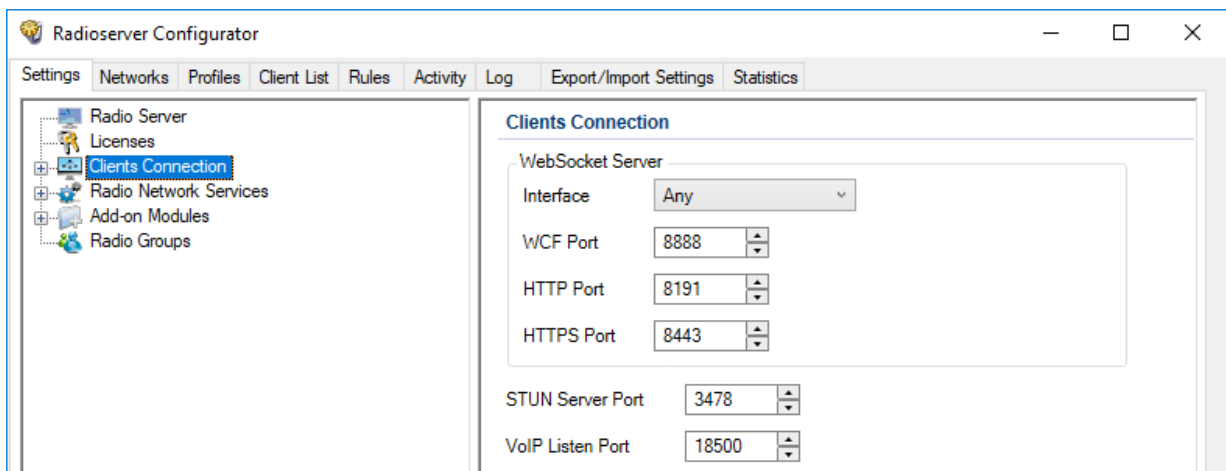 Radioserver Configurator
Settings Networks Profiles Client List Rules Activity Log Export/Import Settings Statistics
Radio Server
Licenses
Clients Connection
Radio Network Services
Add-on Modules
Radio Groups
Clients Connection
WebSocket Server
Interface Any
WCF Port 8888
HTTP Port 8191
HTTPS Port 8443
STUN Server Port 3478
VoIP Listen Port 18500